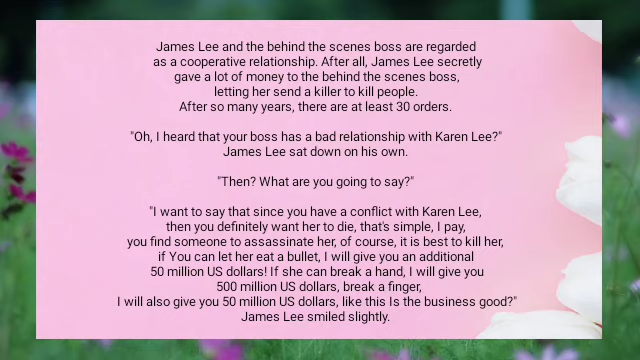 James Lee and the behind the scenes boss are regarded
as a cooperative relationship. After all, James Lee secretly
gave a lot of money to the behind the scenes boss,
letting her send a killer to kill people.
After so many years, there are at least 30 orders.
"Oh, I heard that your boss has a bad relationship with Karen Lee?"
James Lee sat down on his own.
"Then? What are you going to say?"
"I want to say that since you have a conflict with Karen Lee,
then you definitely want her to die, that's simple, I pay,
you find someone to assassinate her, of course, it is best to kill her,
if You can let her eat a bullet, I will give you an additional
50 million US dollars! If she can break a hand, I will give you
500 million US dollars, break a finger,
I will also give you 50 million US dollars, like this Is the business good?"
James Lee smiled slightly.